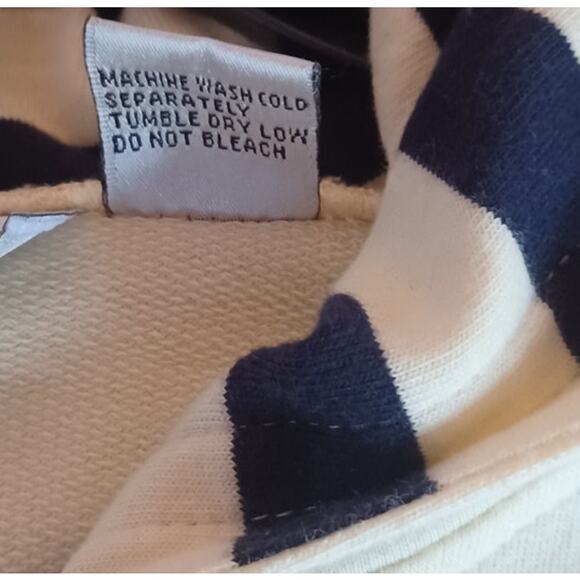 MACHINE WASH COLD
SEPARATELY
TUMBLE DRY LOW
DO NOT BLEACH